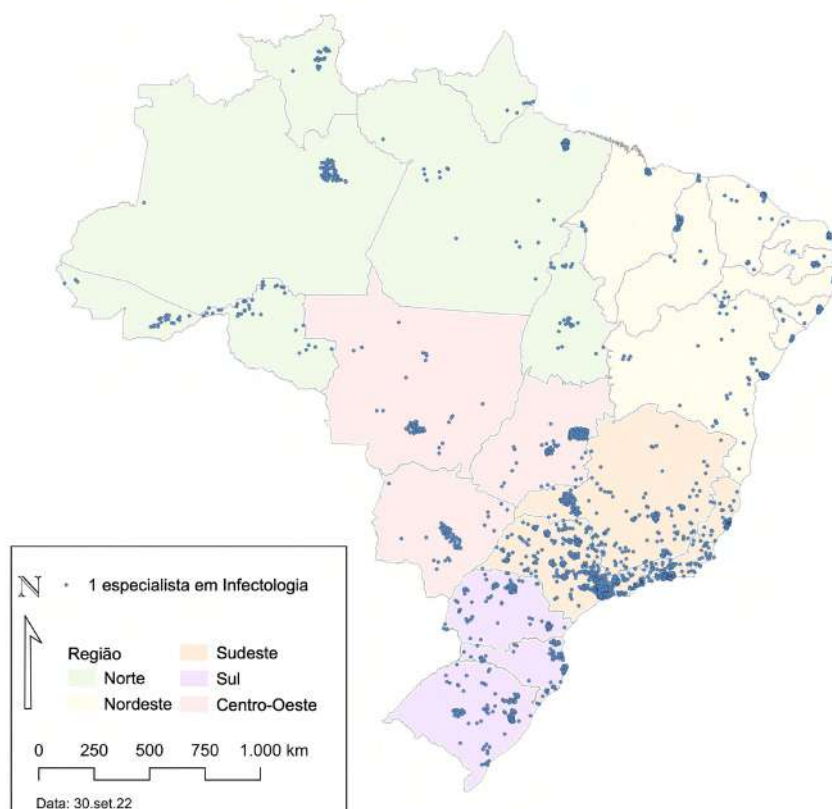 N
1 especialista em Infectologia
Região
Norte
Nordeste
Sudeste
Sul
Centro-Oeste
0 250 500 750 1.000 km
Data: 30.set.22